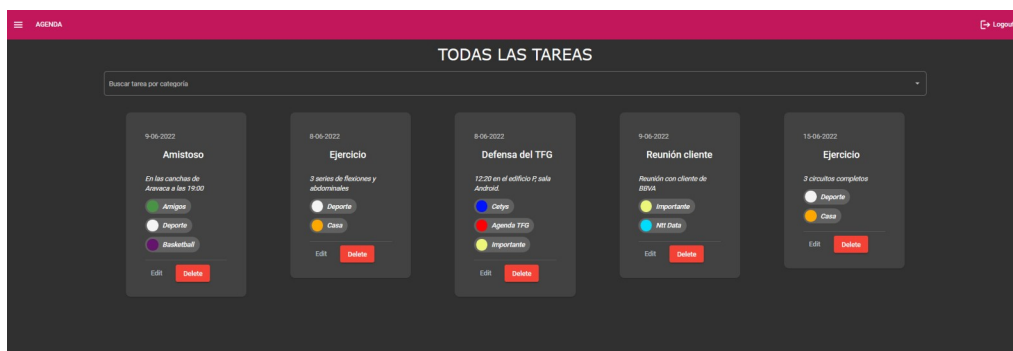 AGENDA
Logout
TODAS LAS TAREAS
Buscar tarea por categoría
9-06-2022
Amistoso
En las canchas de
Aravaca a las 19:00
Amigos
Deporte
Basketball
Edit
Delete
8-06-2022
Ejercicio
3 series de flexiones y
abdominales
Deporte
Casa
Edit
Delete
8-06-2022
Defensa del TFG
12:20 en el edificio P, sala
Android.
Cetys
Agenda TFG
Importante
Edit
Delete
9-06-2022
Reunión cliente
Reunión con cliente de
BBVA
Importante
Ntt Data
Edit
Delete
15-06-2022
Ejercicio
3 circuitos completos
Deporte
Casa
Edit
Delete